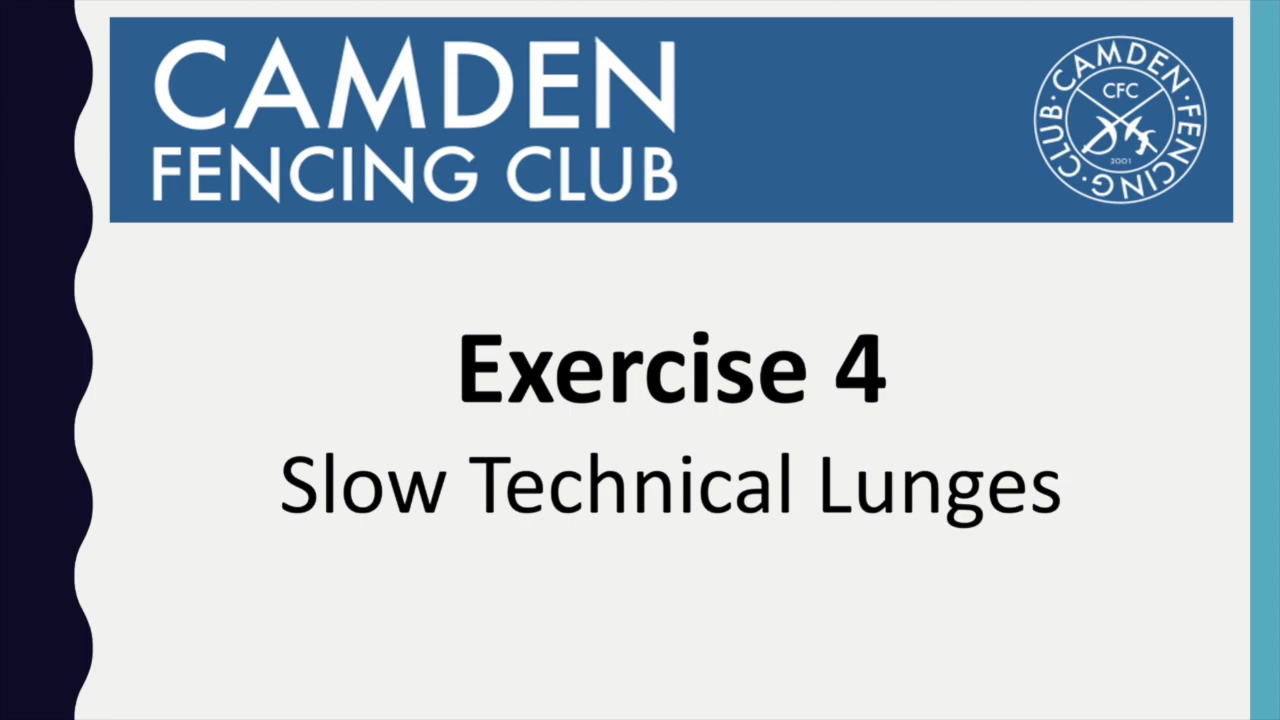 CAMDEN
FENCING CLUB
CAMDEN · FENCING · CLUB ·
CFC
2001
Exercise 4
Slow Technical Lunges